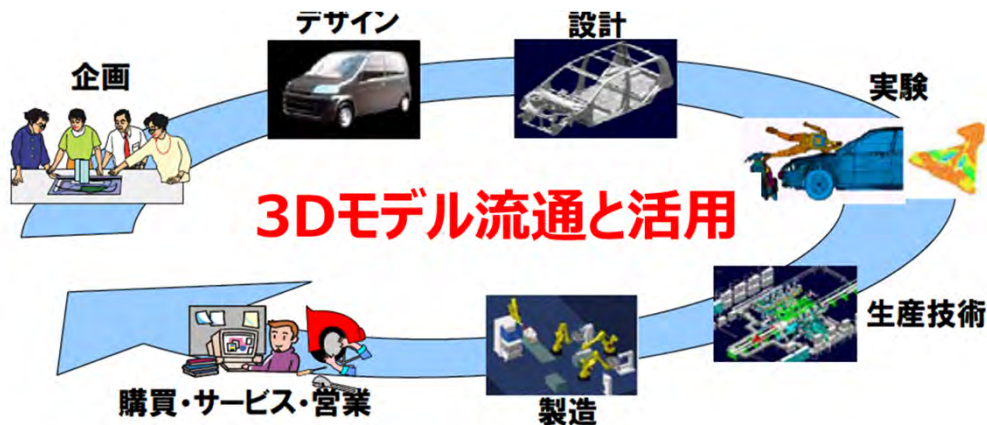 デザイン
設計
企画
実験
3Dモデル流通と活用
生産技術
購買・サービス・営業
製造